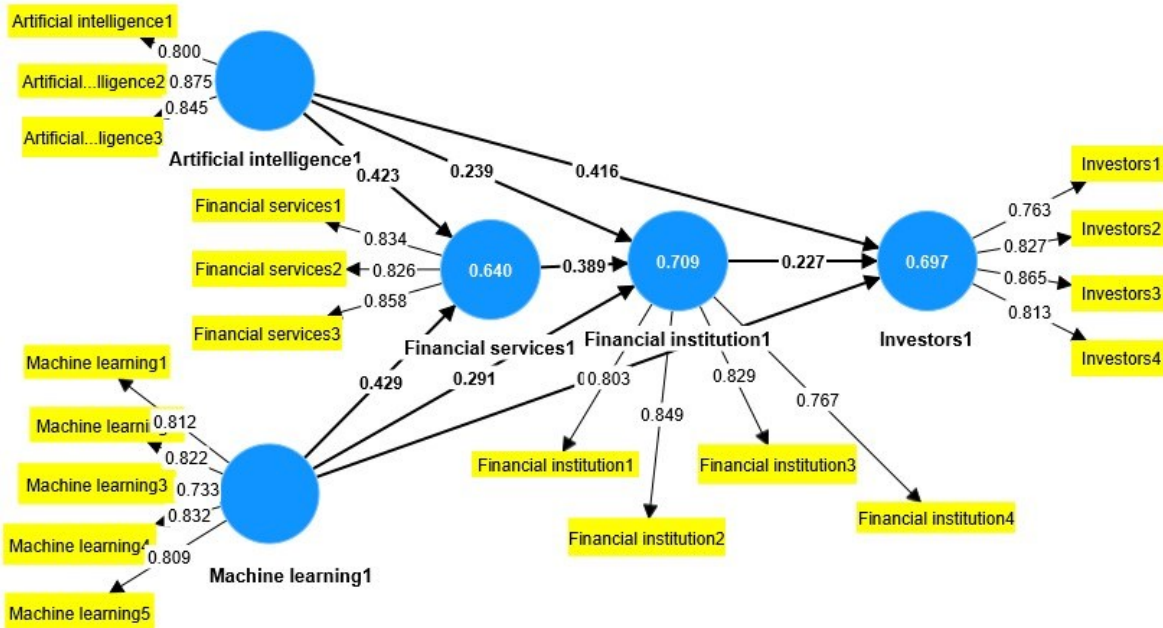 Artificial intelligence1
0.800
Artificial...lligence2
0.875
0.845
Artificial...ligence3
Artificial intelligence1
0.423
0.239
0.416
Financial services1
0.834
Financial services2
0.826
Financial services3
0.858
0.640
0.389
0.709
0.227
0.697
Financial services1
Financial institution1
Investors1
Investors1
0.763
Investors2
0.827
Investors3
0.865
0.813
Investors4
Machine learning1
0.812
0.822
Machine learning3
0.733
0.832
Machine learning4
0.809
Machine learning5
Machine learning1
0.429
0.291
0.803
0.849
0.829
0.767
Financial institution1
Financial institution2
Financial institution3
Financial institution4